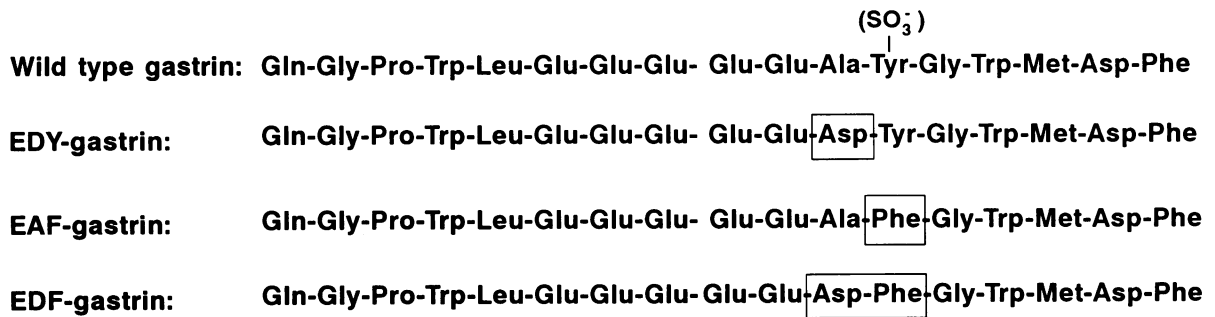 (SO₃⁻)
Wild type gastrin: Gln-Gly-Pro-Trp-Leu-Glu-Glu-Glu- Glu-Glu-Ala-Tyr-Gly-Trp-Met-Asp-Phe
EDY-gastrin: Gln-Gly-Pro-Trp-Leu-Glu-Glu-Glu- Glu-Glu-Asp-Tyr-Gly-Trp-Met-Asp-Phe
EAF-gastrin: Gln-Gly-Pro-Trp-Leu-Glu-Glu-Glu- Glu-Glu-Ala-Phe-Gly-Trp-Met-Asp-Phe
EDF-gastrin: Gln-Gly-Pro-Trp-Leu-Glu-Glu-Glu-Glu-Glu-Asp-Phe-Gly-Trp-Met-Asp-Phe